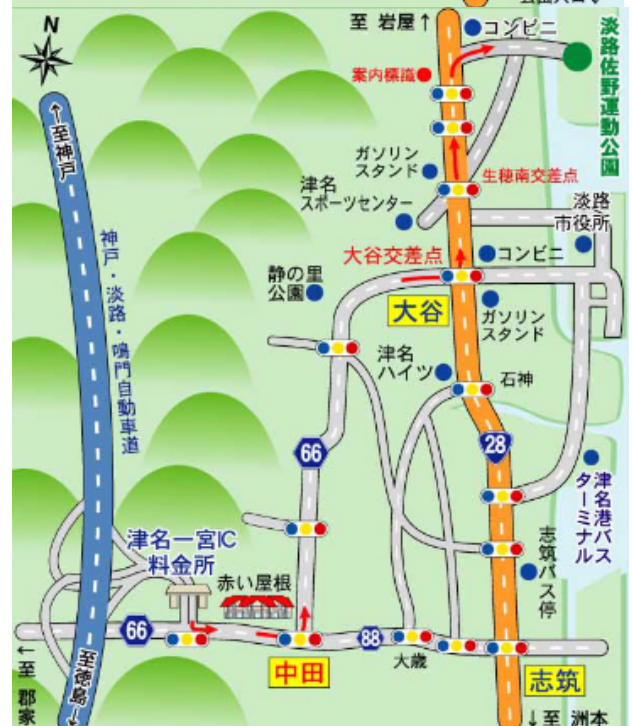 至 岩屋↑
コンビニ
淡路佐野運動公園
N
案内標識
←至神戸
ガソリン
スタンド
生穂南交差点
津名
スポーツセンター
淡路
市役所
神戸・淡路・鳴門自動車道
大谷交差点
コンビニ
静の里
公園
大谷
ガソリン
スタンド
津名
ハイツ
石神
28
66
津名港バス
ターミナル
津名一宮IC
料金所
赤い屋根
志筑バス停
66
88
中田
大歳
志筑
←至 郡家
至徳島→
↓至 洲本